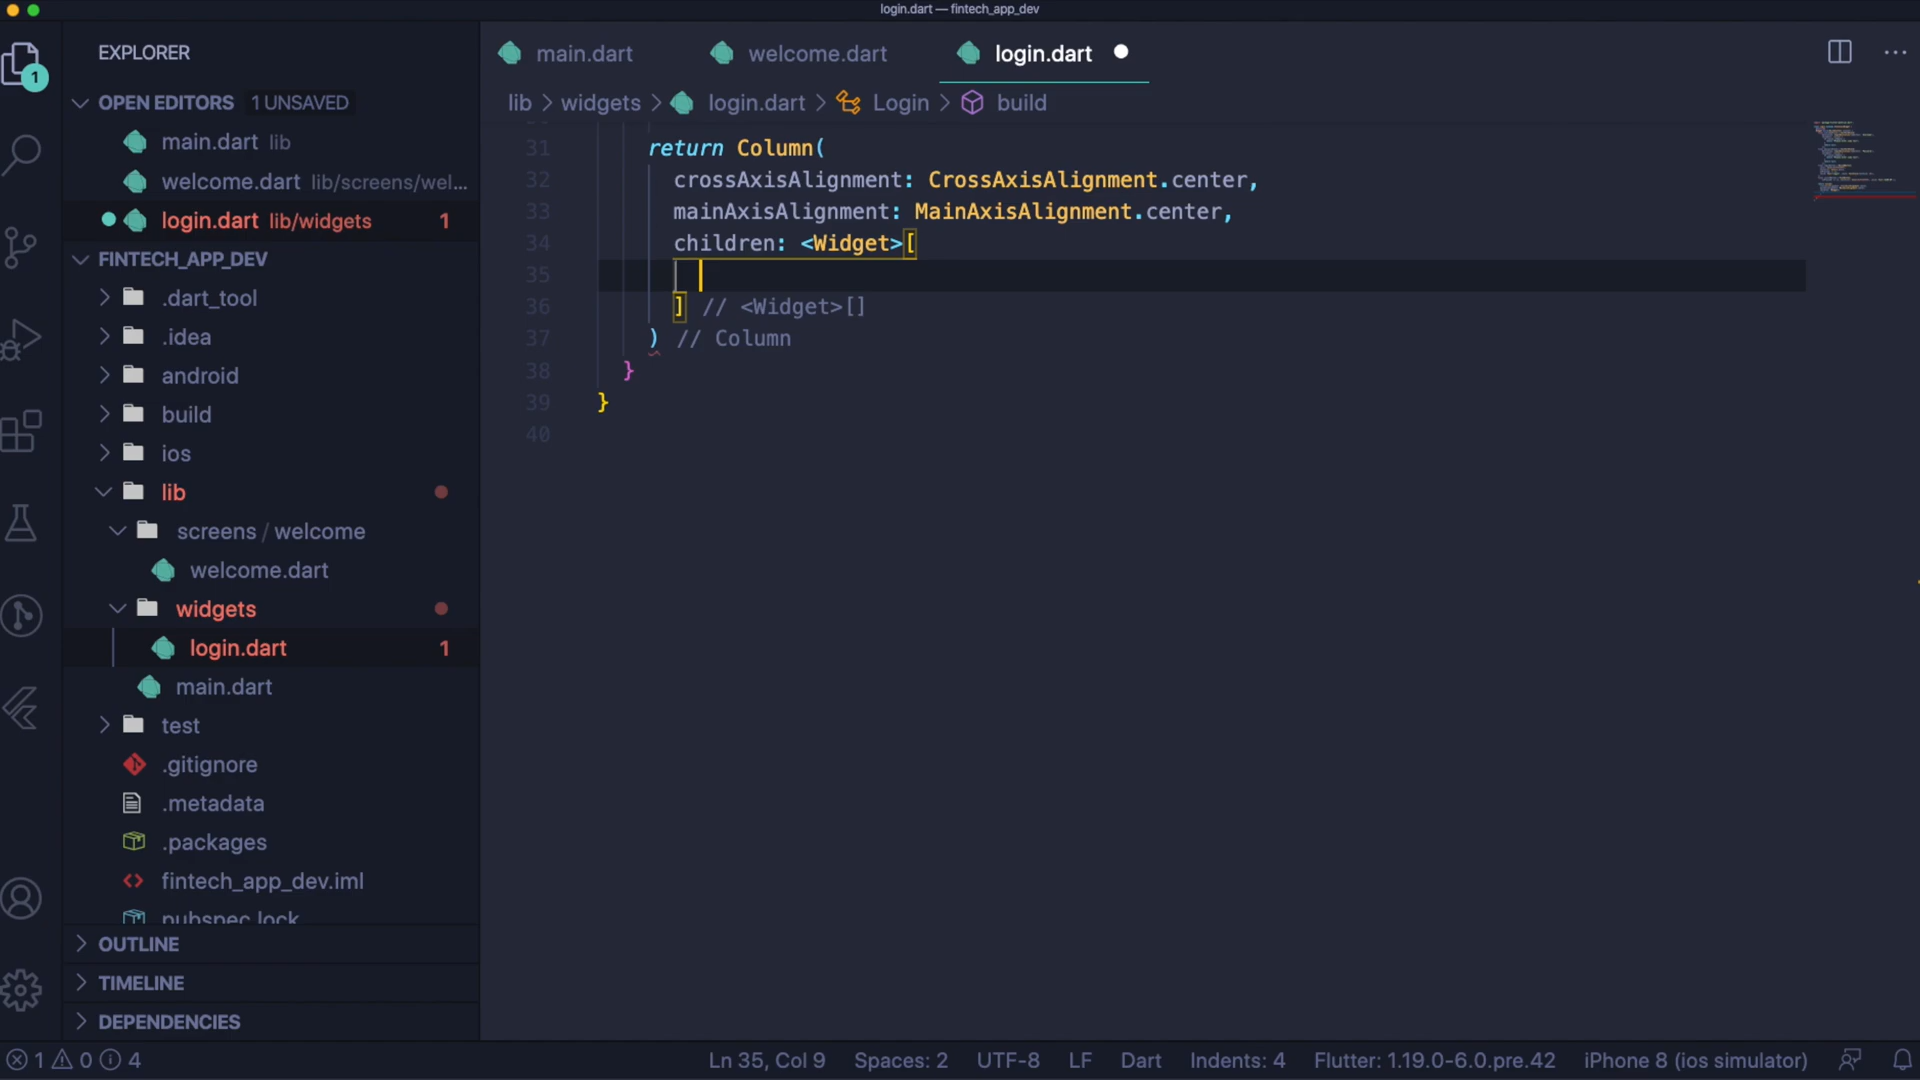 login.dart — fintech_app_dev
EXPLORER
OPEN EDITORS 1 UNSAVED
main.dart lib
welcome.dart lib/screens/wel...
login.dart lib/widgets 1
FINTECH_APP_DEV
.dart_tool
.idea
android
build
ios
lib
screens / welcome
welcome.dart
widgets
login.dart 1
main.dart
test
.gitignore
.metadata
.packages
fintech_app_dev.iml
pubspec.lock
OUTLINE
TIMELINE
DEPENDENCIES
1
main.dart welcome.dart login.dart
lib > widgets > login.dart > Login > build
31 return Column(
32 crossAxisAlignment: CrossAxisAlignment.center,
33 mainAxisAlignment: MainAxisAlignment.center,
34 children: <Widget>[
35
36 ] // <Widget>[]
37 ) // Column
38 }
39 }
40
1 0 4 Ln 35, Col 9 Spaces: 2 UTF-8 LF Dart Indents: 4 Flutter: 1.19.0-6.0.pre.42 iPhone 8 (ios simulator)